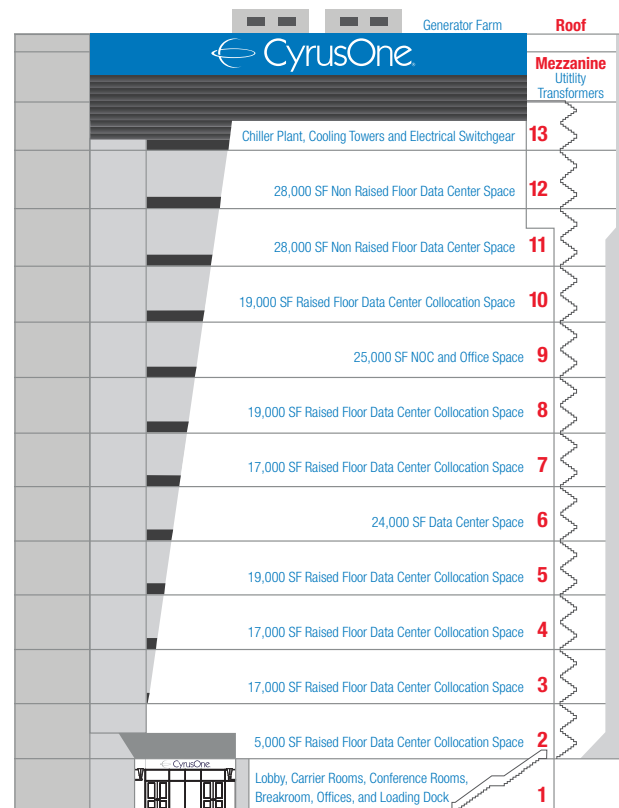 Generator Farm Roof
CyrusOne.
Mezzanine
Utitlity
Transformers
Chiller Plant, Cooling Towers and Electrical Switchgear 13
28,000 SF Non Raised Floor Data Center Space 12
28,000 SF Non Raised Floor Data Center Space 11
19,000 SF Raised Floor Data Center Collocation Space 10
25,000 SF NOC and Office Space 9
19,000 SF Raised Floor Data Center Collocation Space 8
17,000 SF Raised Floor Data Center Collocation Space 7
24,000 SF Data Center Space 6
19,000 SF Raised Floor Data Center Collocation Space 5
17,000 SF Raised Floor Data Center Collocation Space 4
17,000 SF Raised Floor Data Center Collocation Space 3
5,000 SF Raised Floor Data Center Collocation Space 2
CyrusOne
Lobby, Carrier Rooms, Conference Rooms,
Breakroom, Offices, and Loading Dock 1